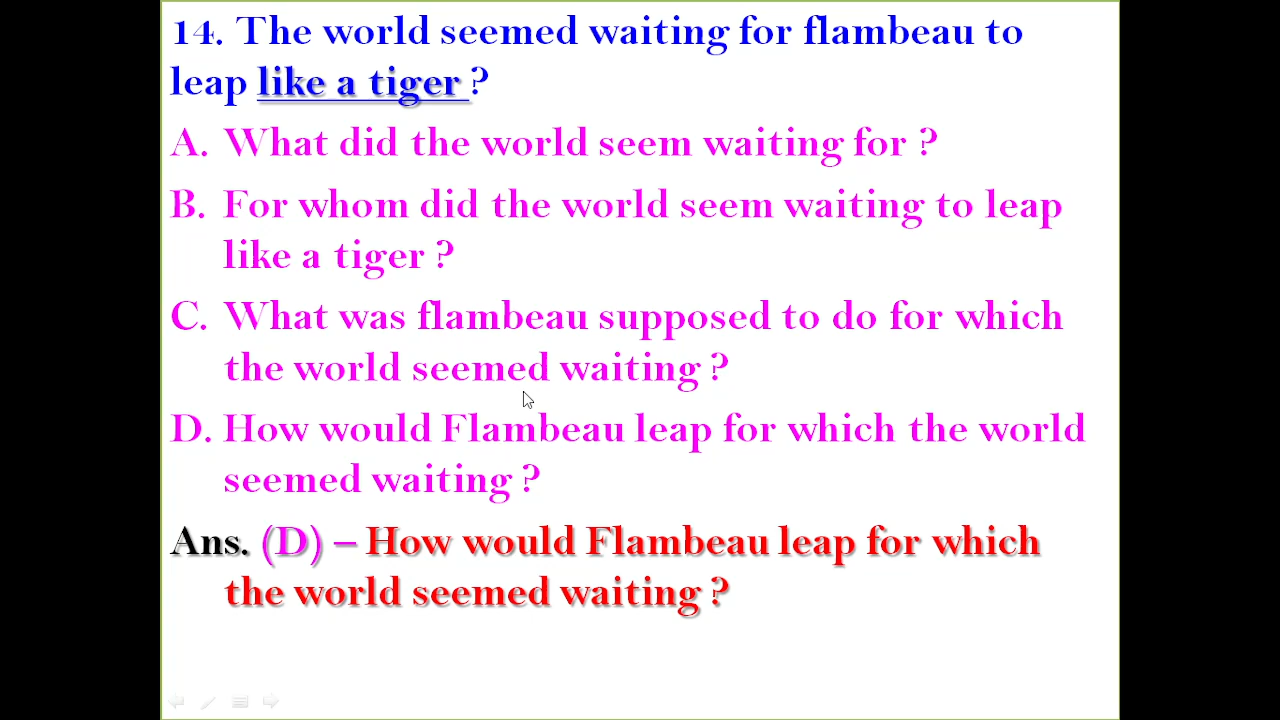 14. The world seemed waiting for flambeau to
leap like a tiger ?
A. What did the world seem waiting for ?
B. For whom did the world seem waiting to leap
like a tiger ?
C. What was flambeau supposed to do for which
the world seemed waiting ?
D. How would Flambeau leap for which the world
seemed waiting ?
Ans. (D) – How would Flambeau leap for which
the world seemed waiting ?